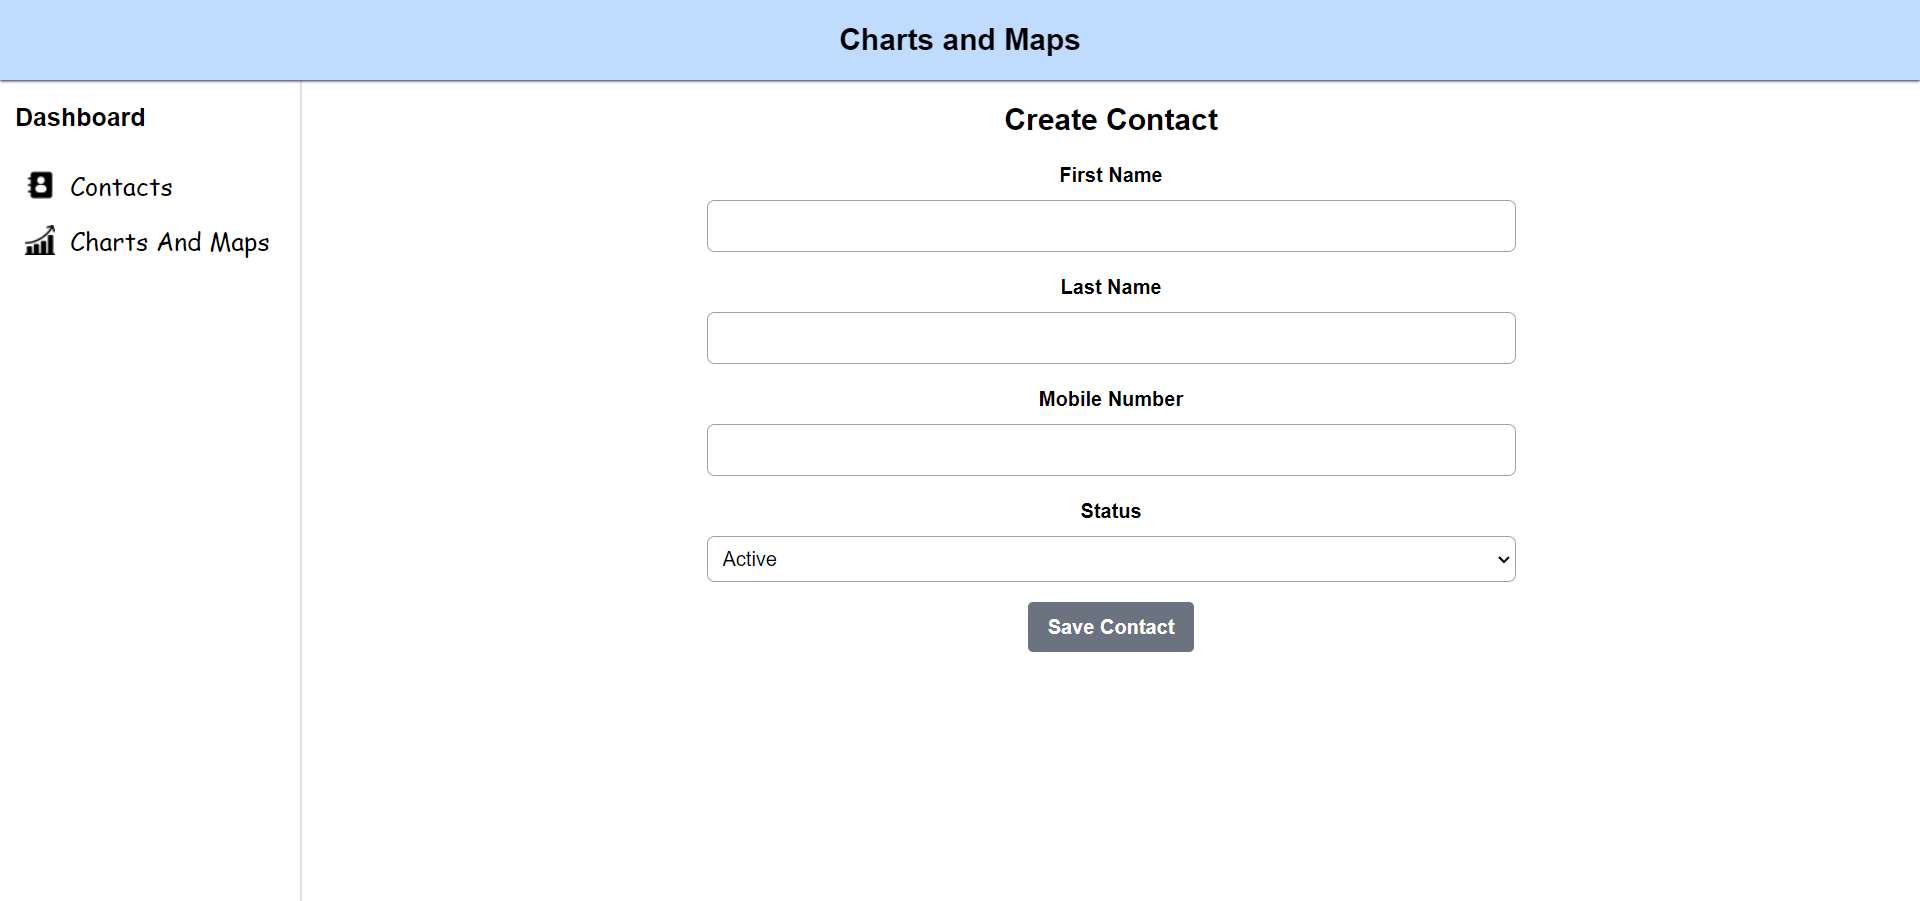 Charts and Maps
Dashboard
Contacts
Charts And Maps
Create Contact
First Name
Last Name
Mobile Number
Status
Active
Save Contact